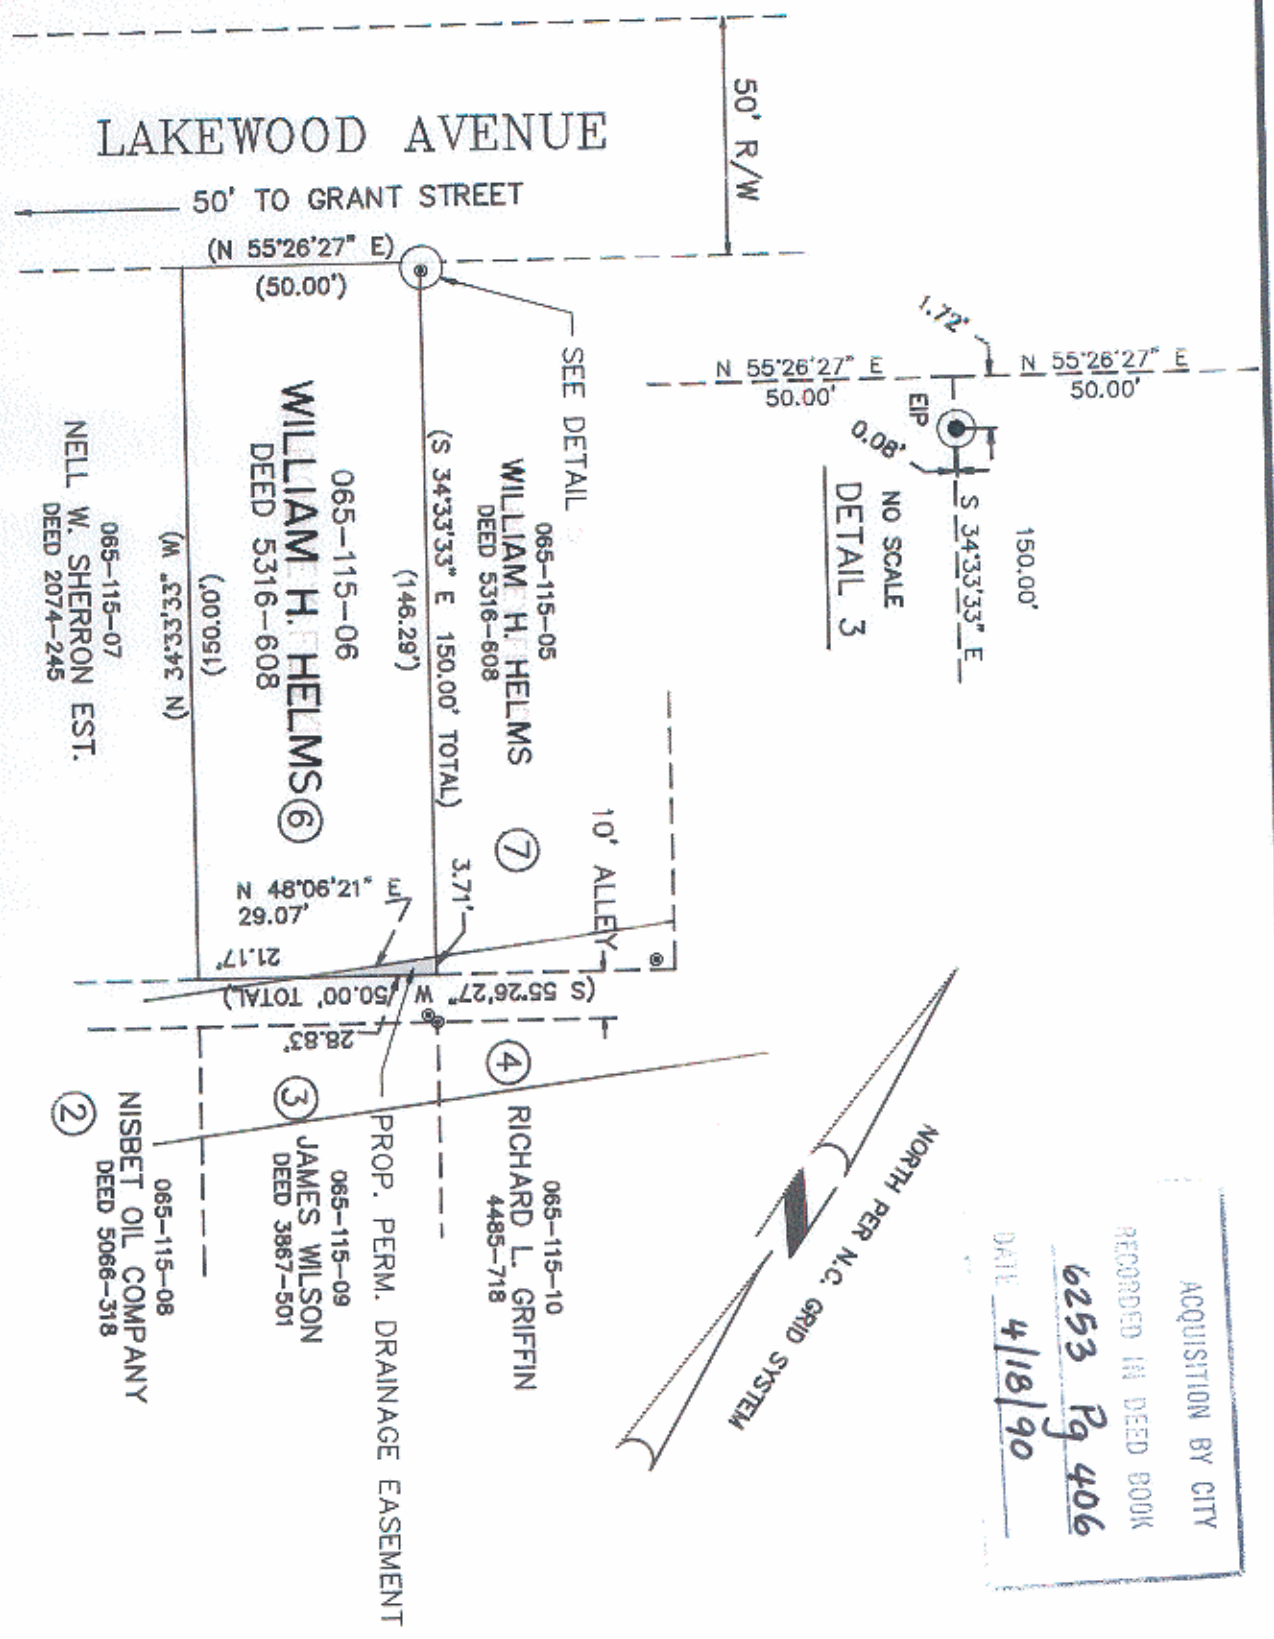 LAKEWOOD AVENUE
50' R/W
50' TO GRANT STREET
(N 55°26'27" E)
(50.00')
SEE DETAIL
1.72'
N 55°26'27" E
50.00'
N 55°26'27" E
50.00'
EIP
0.08'
S 34°33'33" E
150.00'
NO SCALE
DETAIL 3
065-115-05
WILLIAM H. HELMS
DEED 5316-608
7
(S 34°33'33" E 150.00' TOTAL)
(146.29')
3.71'
10' ALLEY
065-115-06
WILLIAM H. HELMS
6
DEED 5316-608
(150.00')
(N 34°33'33" W)
065-115-07
NELL W. SHERRON EST.
DEED 2074-245
N 48°06'21" E
29.07'
21.17'
(S 55°26'27" W 50.00' TOTAL)
28.83'
4
065-115-10
RICHARD L. GRIFFIN
4485-718
3
065-115-09
JAMES WILSON
DEED 3867-501
PROP. PERM. DRAINAGE EASEMENT
2
065-115-08
NISBET OIL COMPANY
DEED 5066-318
NORTH PER N.C. GRID SYSTEM
ACQUISITION BY CITY
RECORDED IN DEED BOOK
6253 Pg 406
DATE 4/18/90